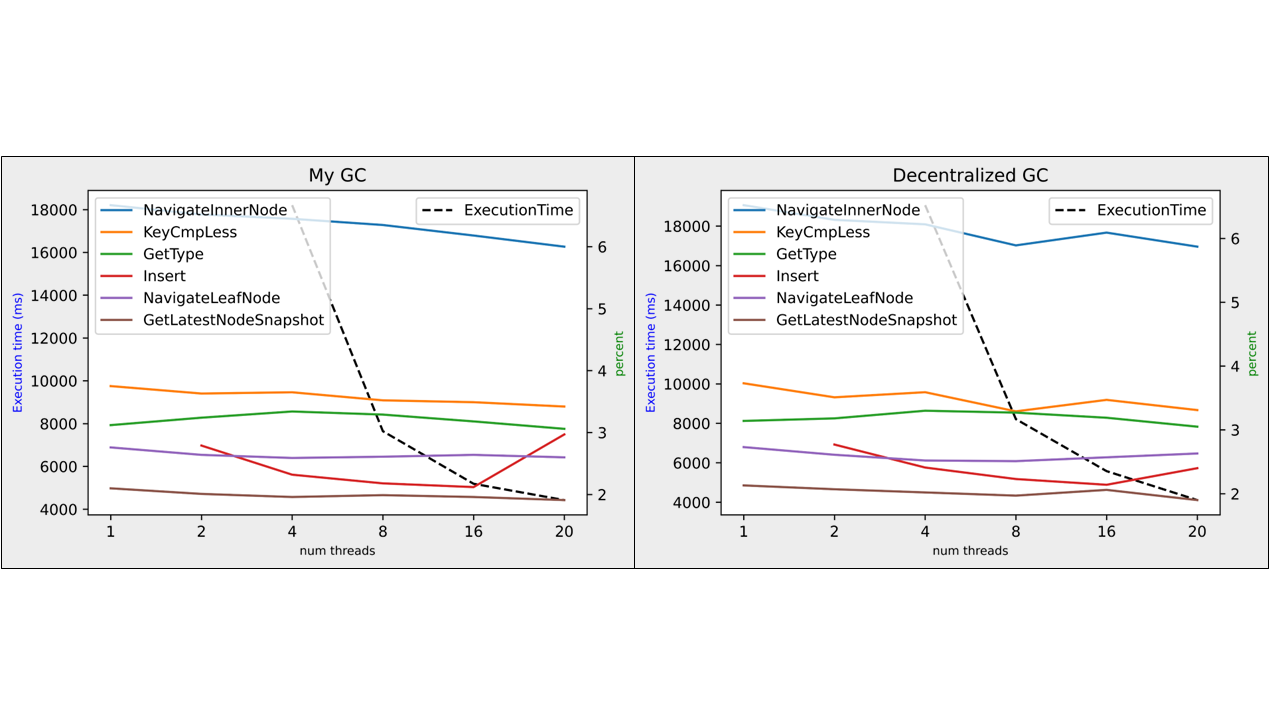 My GC
18000
16000
14000
12000
10000
8000
6000
4000
Execution time (ms)
NavigateInnerNode
KeyCmpLess
GetType
Insert
NavigateLeafNode
GetLatestNodeSnapshot
ExecutionTime
6
5
4
3
2
percent
1 2 4 8 16 20
num threads
Decentralized GC
18000
16000
14000
12000
10000
8000
6000
4000
Execution time (ms)
NavigateInnerNode
KeyCmpLess
GetType
Insert
NavigateLeafNode
GetLatestNodeSnapshot
ExecutionTime
6
5
4
3
2
percent
1 2 4 8 16 20
num threads